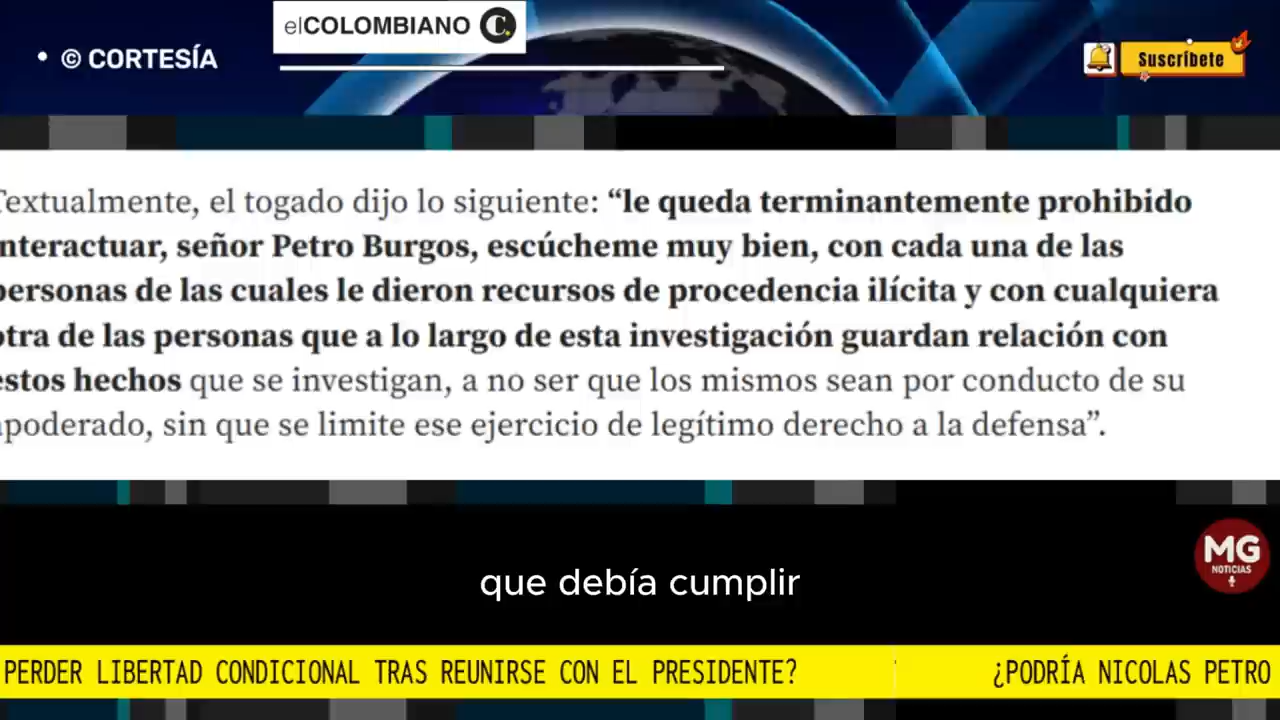 elCOLOMBIANO C.
• © CORTESÍA
Suscríbete
Textualmente, el togado dijo lo siguiente: “le queda terminantemente prohibido
nteractuar, señor Petro Burgos, escúcheme muy bien, con cada una de las
personas de las cuales le dieron recursos de procedencia ilícita y con cualquiera
otra de las personas que a lo largo de esta investigación guardan relación con
estos hechos que se investigan, a no ser que los mismos sean por conducto de su
apoderado, sin que se limite ese ejercicio de legítimo derecho a la defensa”.
MG
NOTICIAS
que debía cumplir
PERDER LIBERTAD CONDICIONAL TRAS REUNIRSE CON EL PRESIDENTE? ¿PODRÍA NICOLAS PETRO